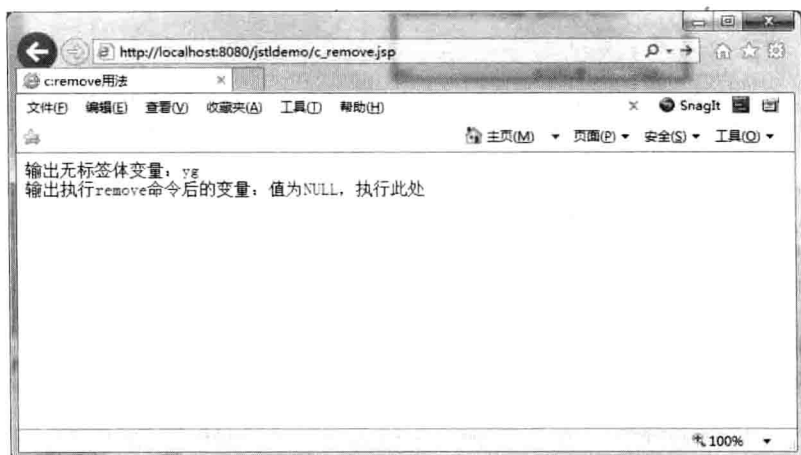 http://localhost:8080/jstldemo/c_remove.jsp
c:remove用法
文件(F) 编辑(E) 查看(V) 收藏夹(A) 工具(T) 帮助(H)
SnagIt
主页(M) 页面(P) 安全(S) 工具(O)
输出无标签体变量：yg
输出执行remove命令后的变量：值为NULL，执行此处
100%